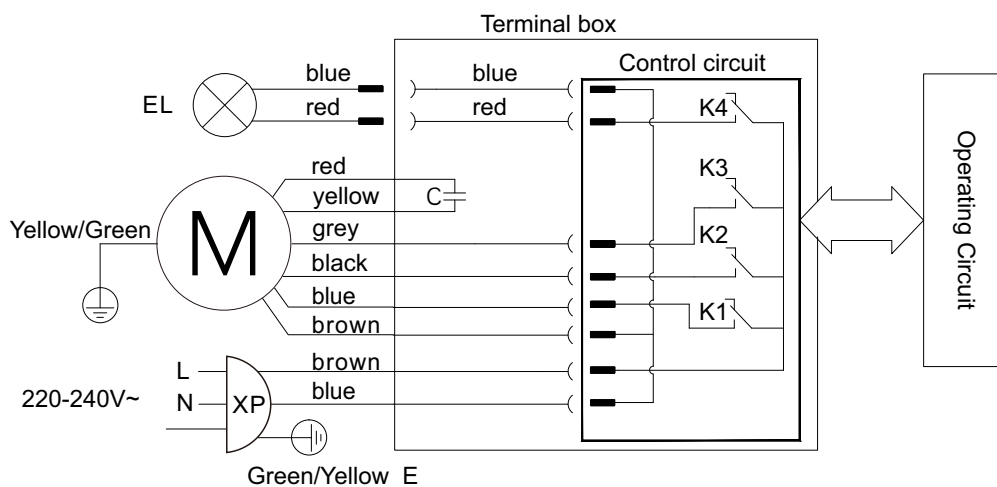 Terminal box
Control circuit
EL
blue
red
blue
red
K4
red
yellow
C
K3
Yellow/Green
M
grey
K2
black
blue
K1
brown
Operating Circuit
220-240V~
L
N
XP
brown
blue
Green/Yellow E